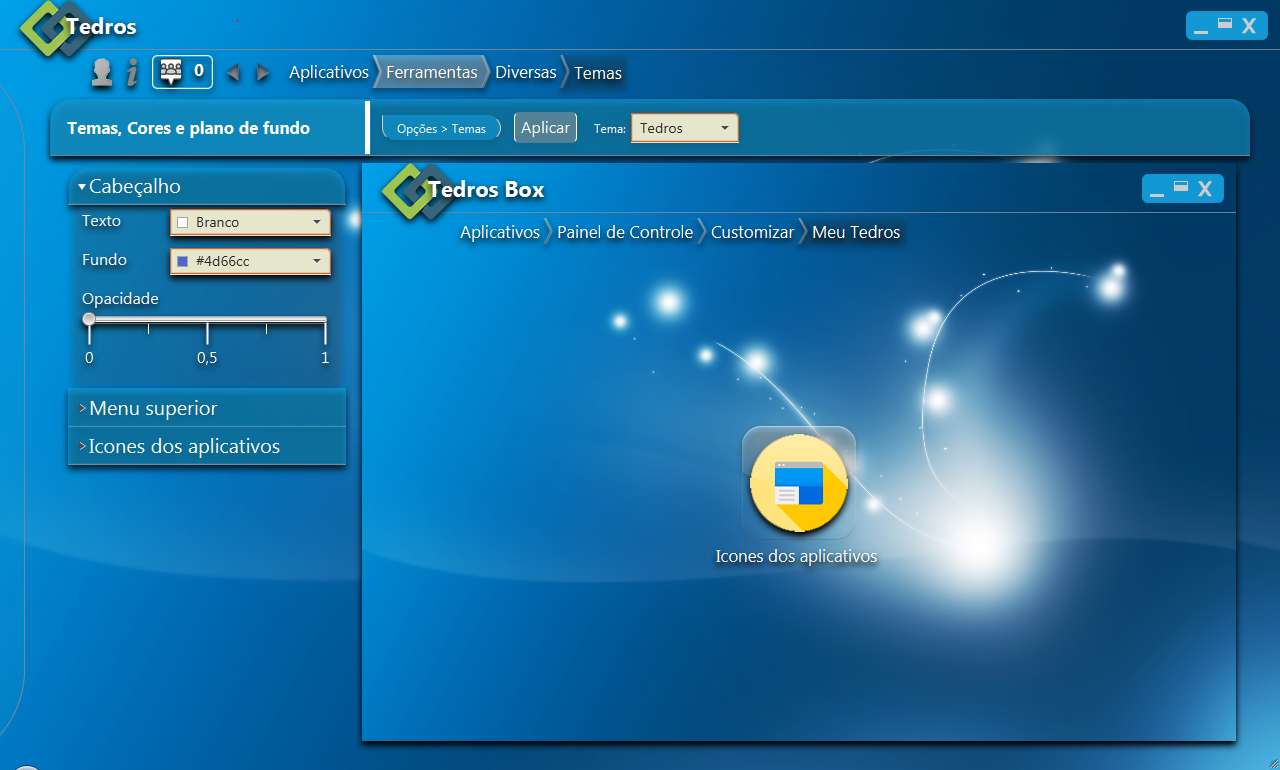 Tedros
X
0
Aplicativos Ferramentas Diversas Temas
Temas, Cores e plano de fundo
Opções > Temas Aplicar Tema: Tedros
Cabeçalho
Texto Branco
Fundo #4d66cc
Opacidade
0 0,5 1
>Menu superior
>Icones dos aplicativos
Tedros Box
X
Aplicativos Painel de Controle Customizar Meu Tedros
Icones dos aplicativos